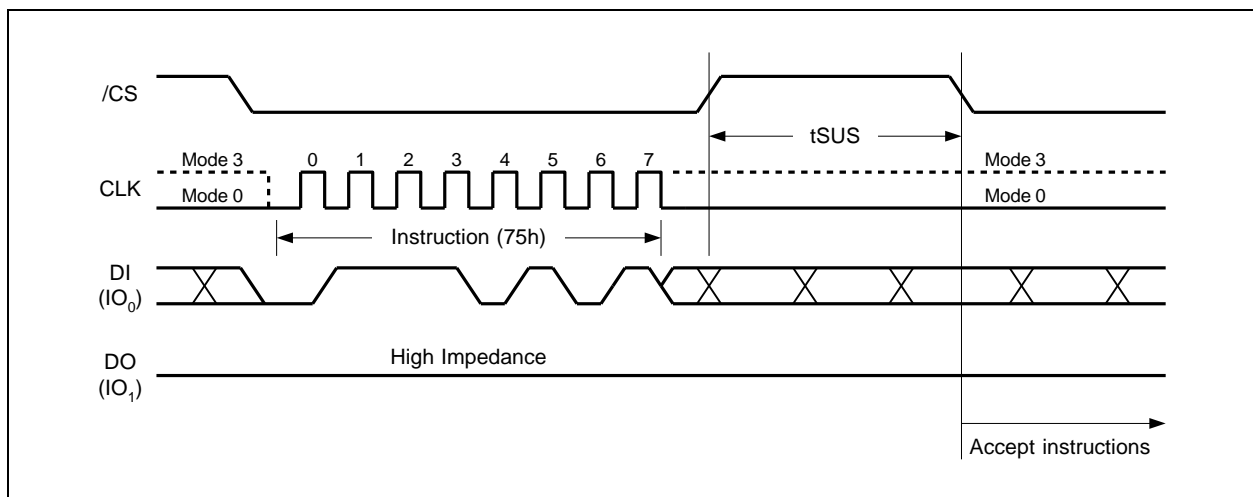 /CS
tSUS
Mode 3 0 1 2 3 4 5 6 7 Mode 3
CLK
Mode 0 Mode 0
Instruction (75h)
DI
(IO₀)
High Impedance
DO
(IO₁)
Accept instructions